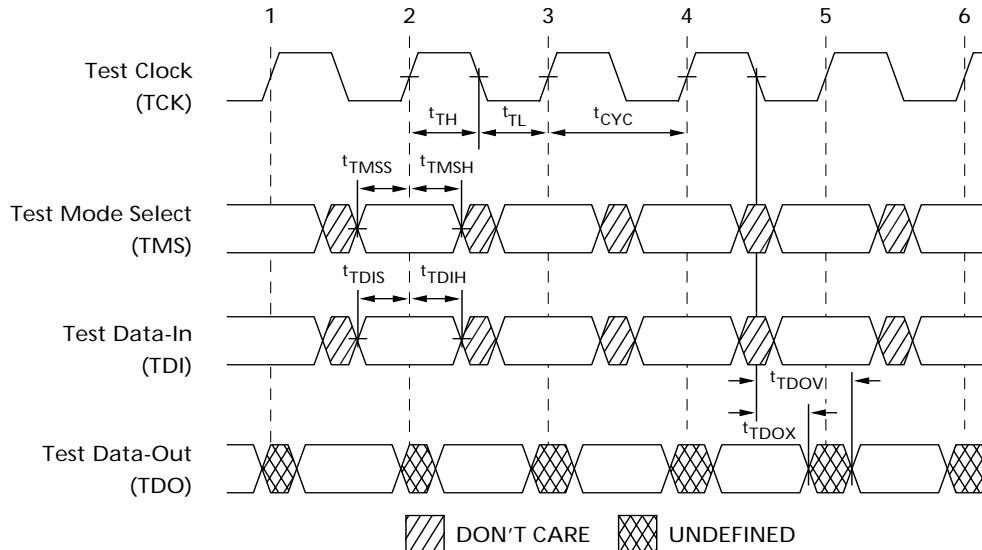 1 2 3 4 5 6
Test Clock
(TCK)
tTH tTL tCYC
tTMSS tTMSH
Test Mode Select
(TMS)
tTDIS tTDIH
Test Data-In
(TDI)
tTDOV
tTDOX
Test Data-Out
(TDO)
DON'T CARE UNDEFINED